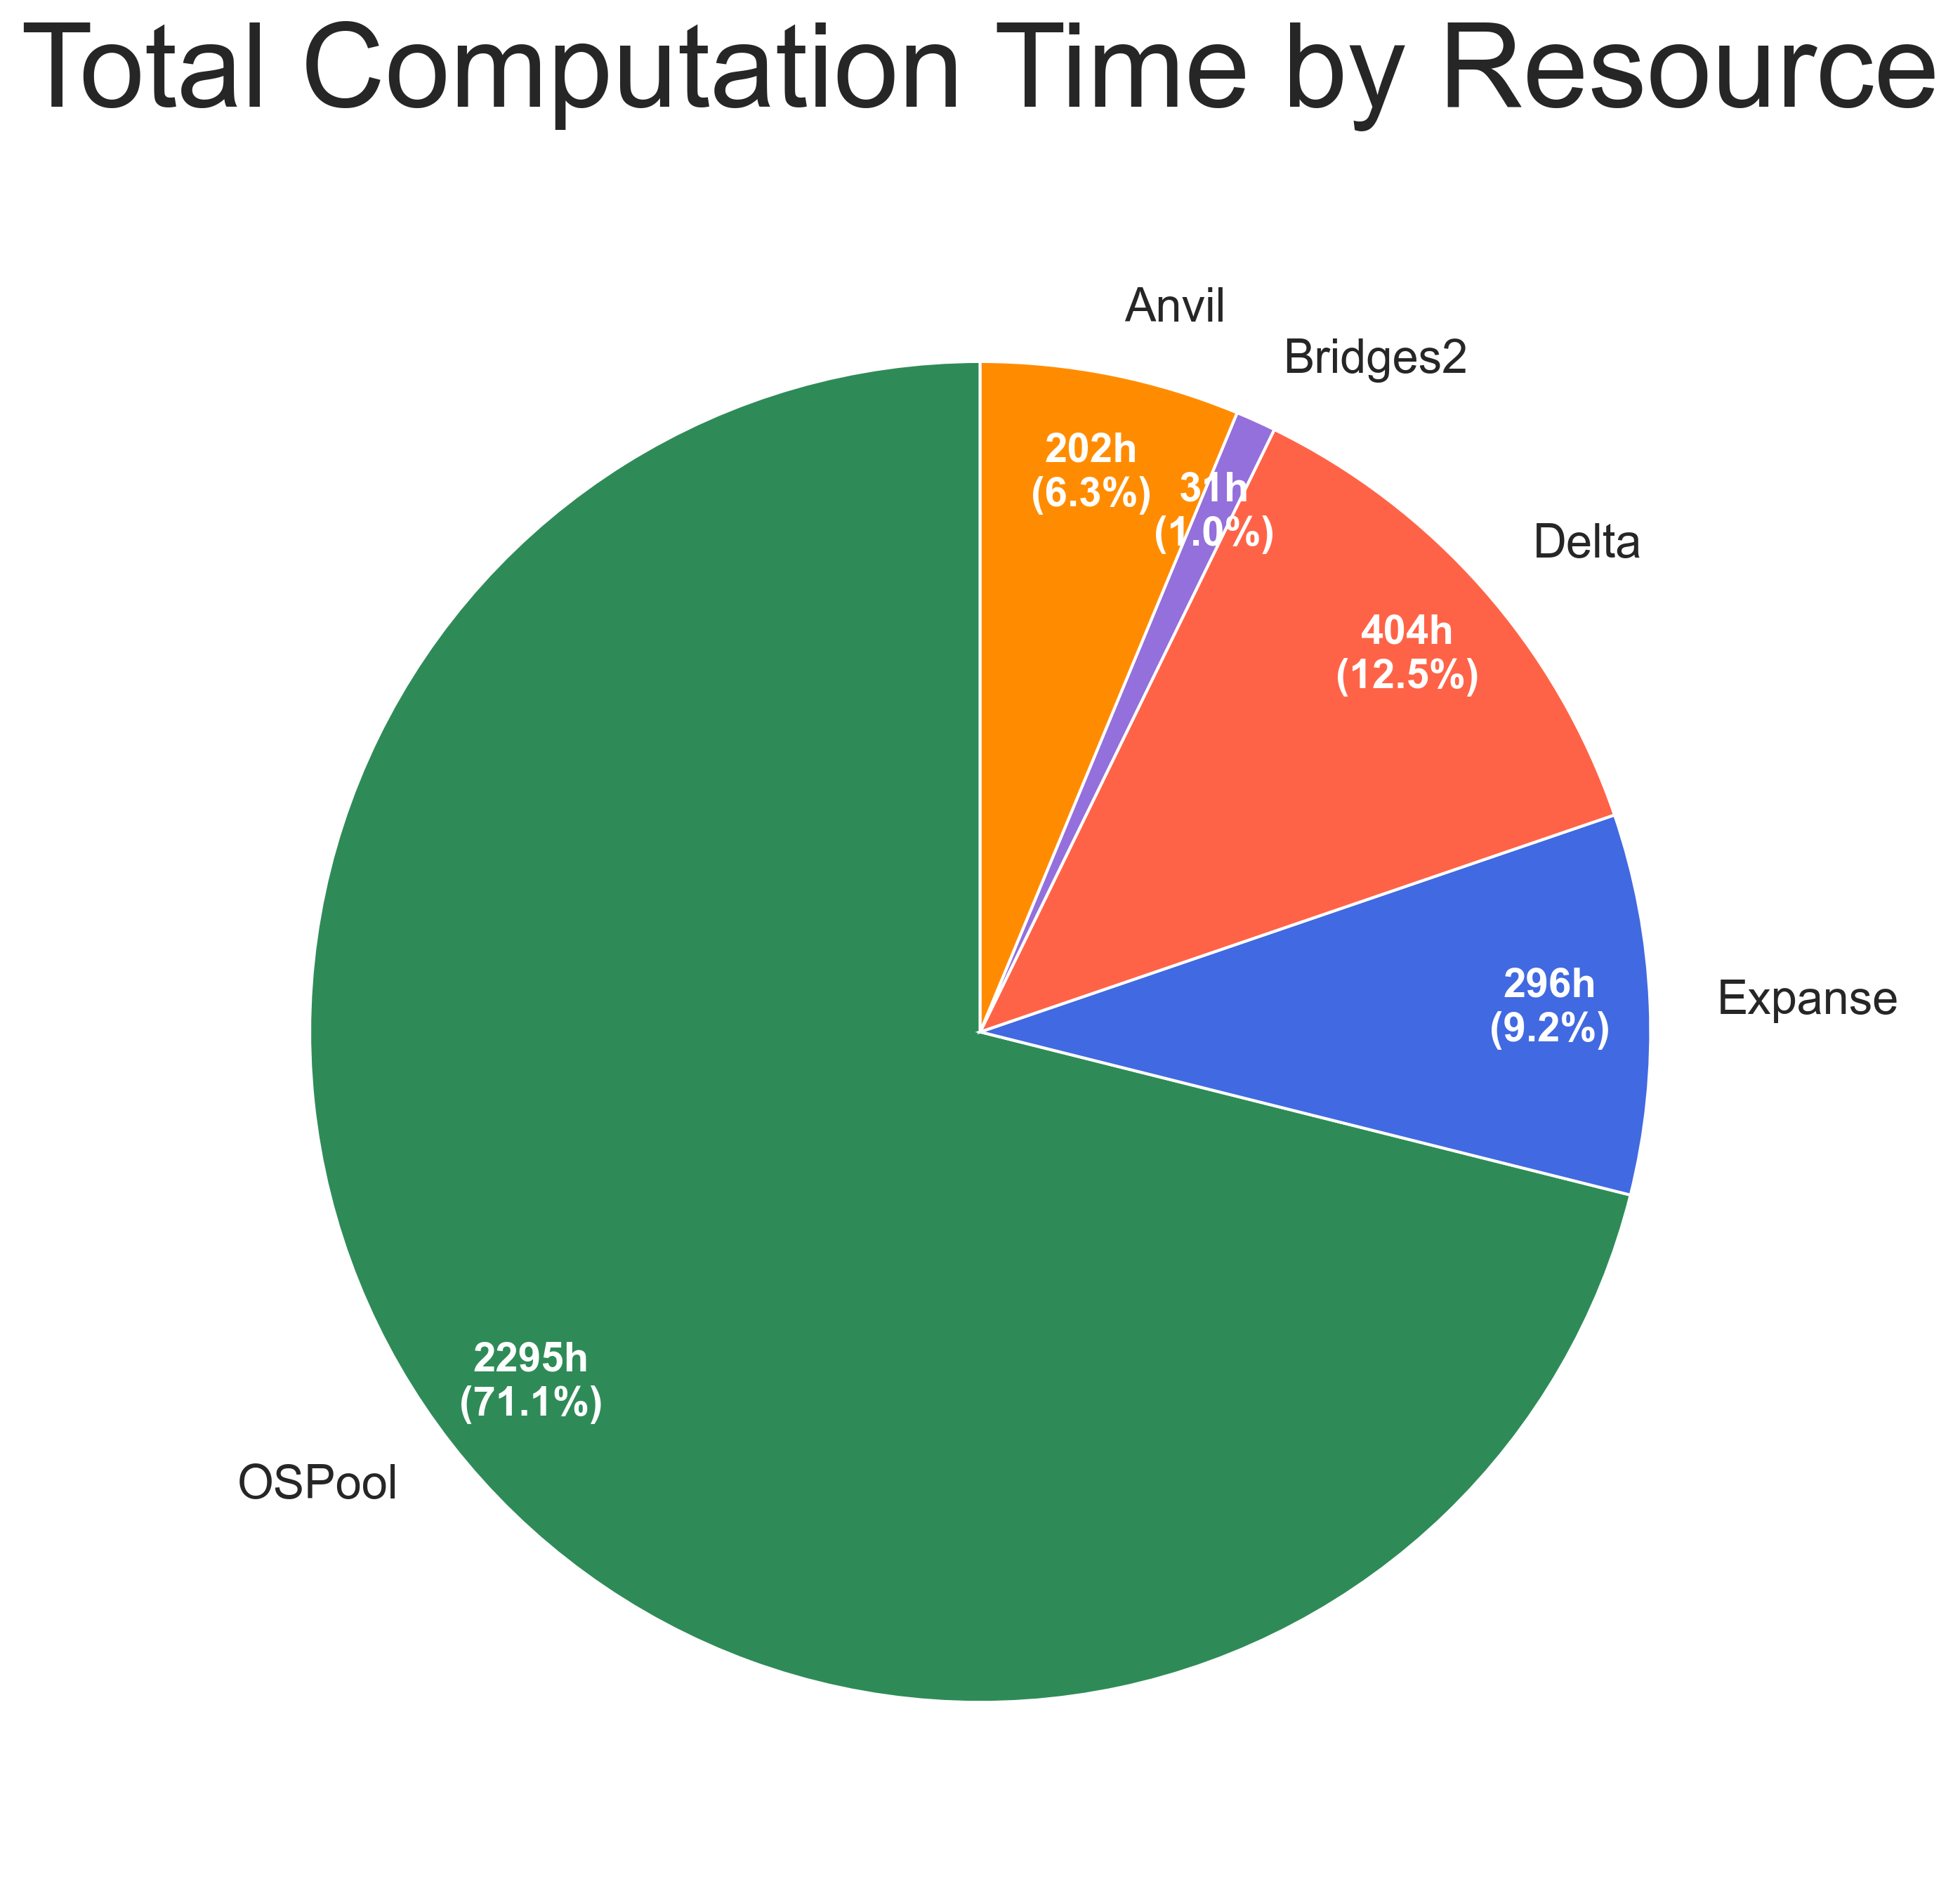 Total Computation Time by Resource
Anvil
Bridges2
202h
(6.3%)
31h
(1.0%)
Delta
404h
(12.5%)
Expanse
296h
(9.2%)
2295h
(71.1%)
OSPool